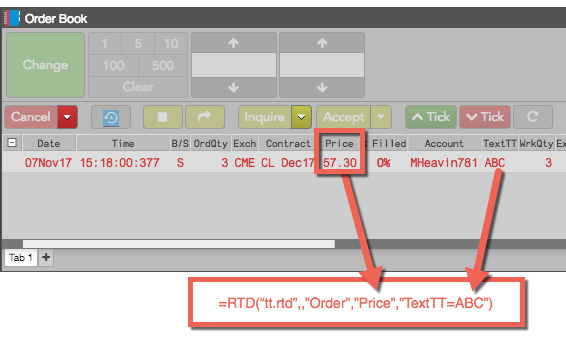 Order Book
Change
1 5 10
100 500
Clear
Cancel Inquire Accept Tick Tick
Date Time B/S OrdQty Exch Contract Price Filled Account TextTT WrkQty
07Nov17 15:18:00:377 S 3 CME CL Dec17 57.30 0% MHeavin781 ABC 3
Tab 1 +
=RTD(“tt.rtd”,,”Order”,”Price”,”TextTT=ABC”)